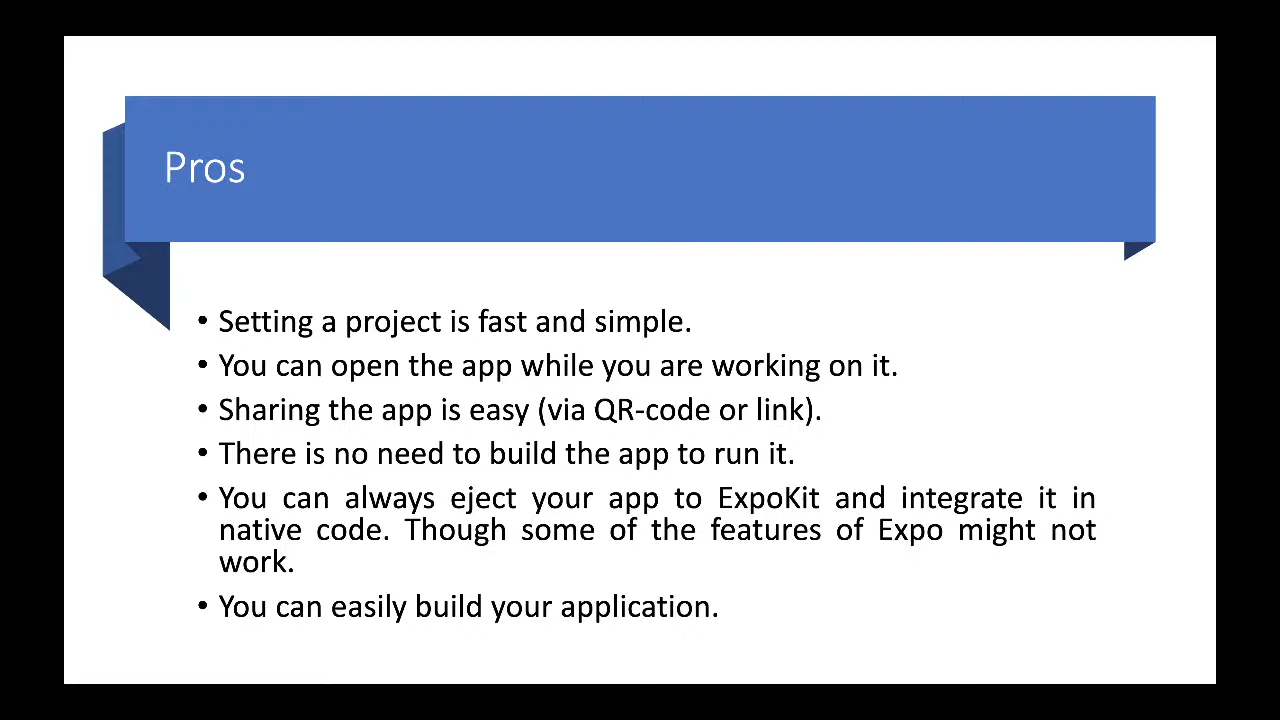 Pros
• Setting a project is fast and simple.
• You can open the app while you are working on it.
• Sharing the app is easy (via QR-code or link).
• There is no need to build the app to run it.
• You can always eject your app to ExpoKit and integrate it in
native code. Though some of the features of Expo might not
work.
• You can easily build your application.